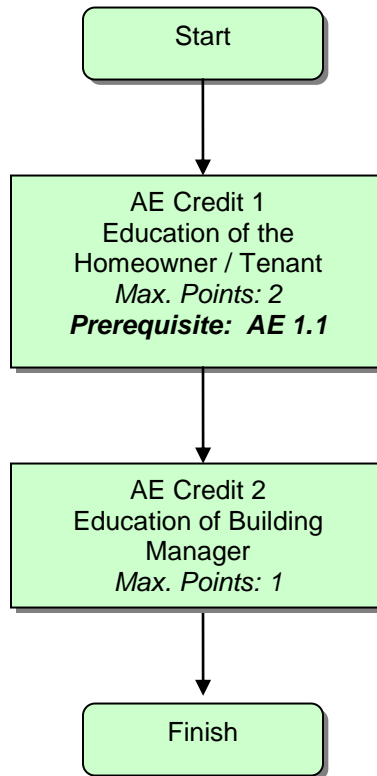 Start
AE Credit 1
Education of the
Homeowner / Tenant
Max. Points: 2
Prerequisite: AE 1.1
AE Credit 2
Education of Building
Manager
Max. Points: 1
Finish